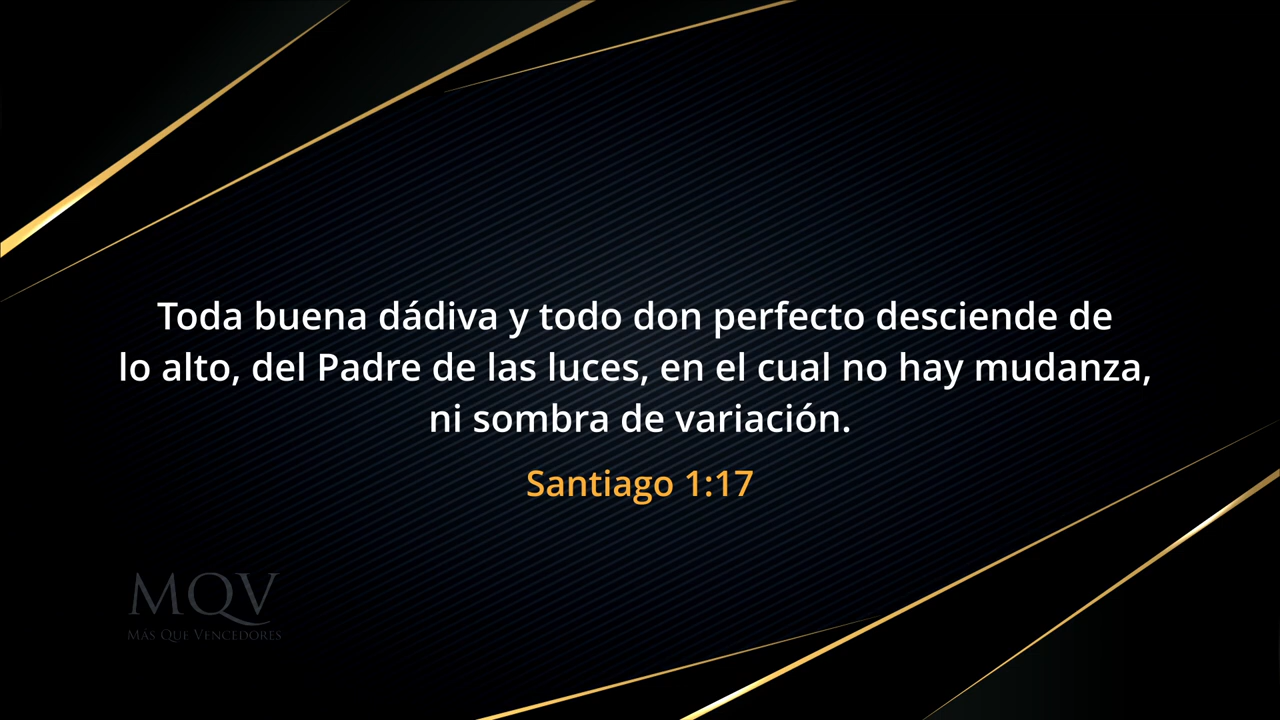 Toda buena dádiva y todo don perfecto desciende de
lo alto, del Padre de las luces, en el cual no hay mudanza,
ni sombra de variación.
Santiago 1:17
MQV
Más Que Vencedores